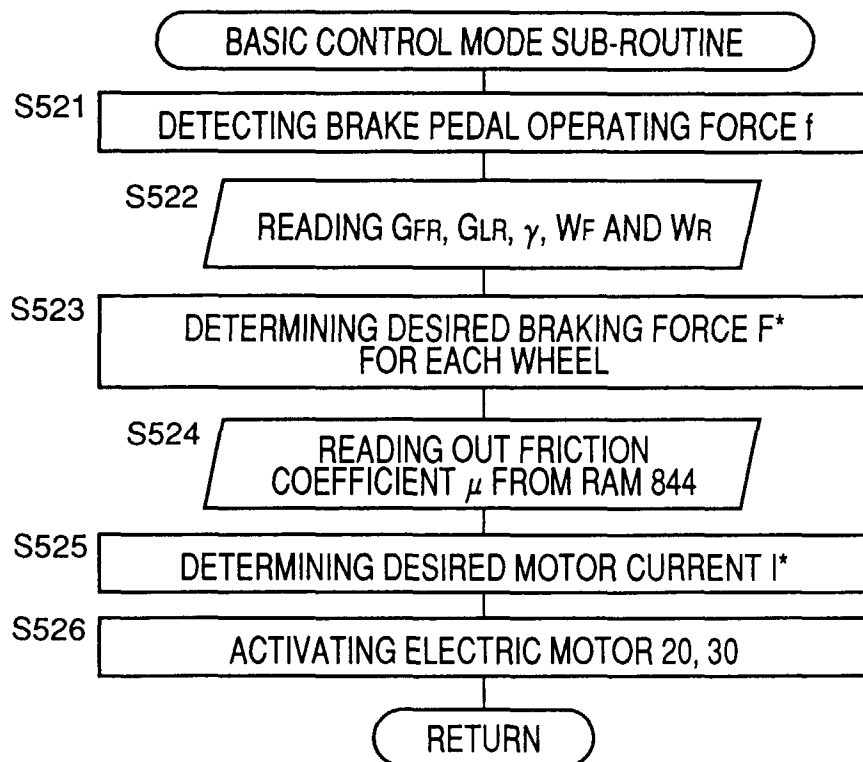 BASIC CONTROL MODE SUB-ROUTINE
S521
DETECTING BRAKE PEDAL OPERATING FORCE f
S522
READING GFR, GLR, γ, WF AND WR
S523
DETERMINING DESIRED BRAKING FORCE F*
FOR EACH WHEEL
S524
READING OUT FRICTION
COEFFICIENT μ FROM RAM 844
S525
DETERMINING DESIRED MOTOR CURRENT I*
S526
ACTIVATING ELECTRIC MOTOR 20, 30
RETURN